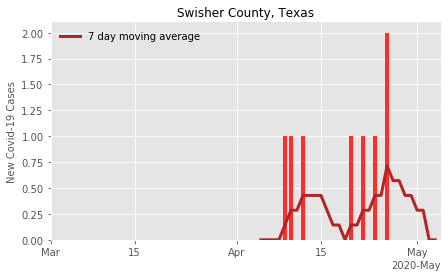 Swisher County, Texas
7 day moving average
New Covid-19 Cases
2.00
1.75
1.50
1.25
1.00
0.75
0.50
0.25
0.00
Mar
15
Apr
15
May
2020-May